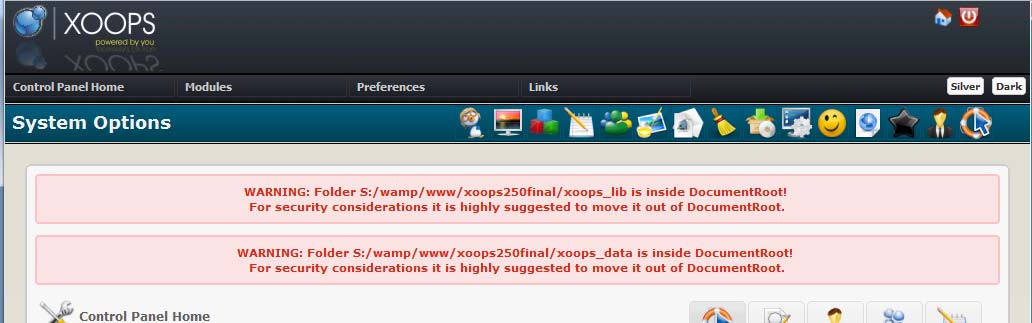 XOOPS
powered by you
Control Panel Home Modules Preferences Links Silver Dark
System Options
WARNING: Folder S:/wamp/www/xoops250final/xoops_lib is inside DocumentRoot!
For security considerations it is highly suggested to move it out of DocumentRoot.
WARNING: Folder S:/wamp/www/xoops250final/xoops_data is inside DocumentRoot!
For security considerations it is highly suggested to move it out of DocumentRoot.
Control Panel Home